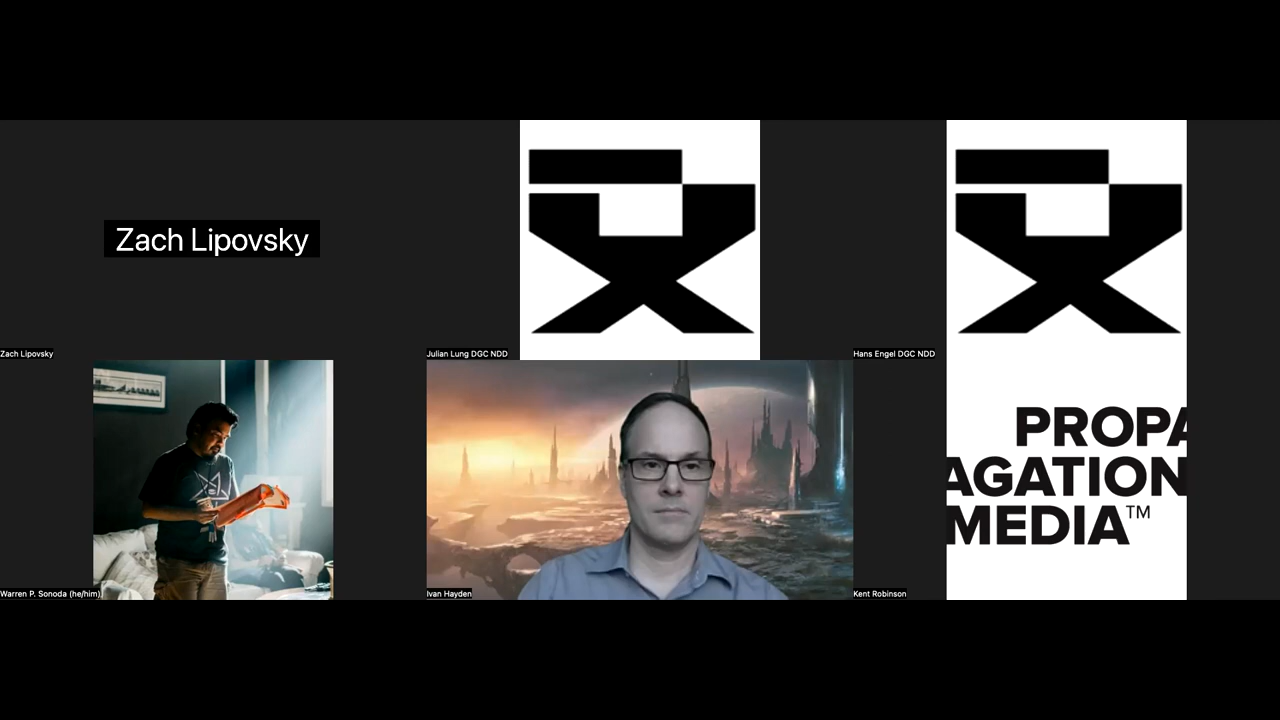 Zach Lipovsky
Zach Lipovsky
Julian Lung DGC NDD
Hans Engel DGC NDD
PROPA
AGATION
MEDIA™
Warren P. Sonoda (he/him)
Ivan Hayden
Kent Robinson